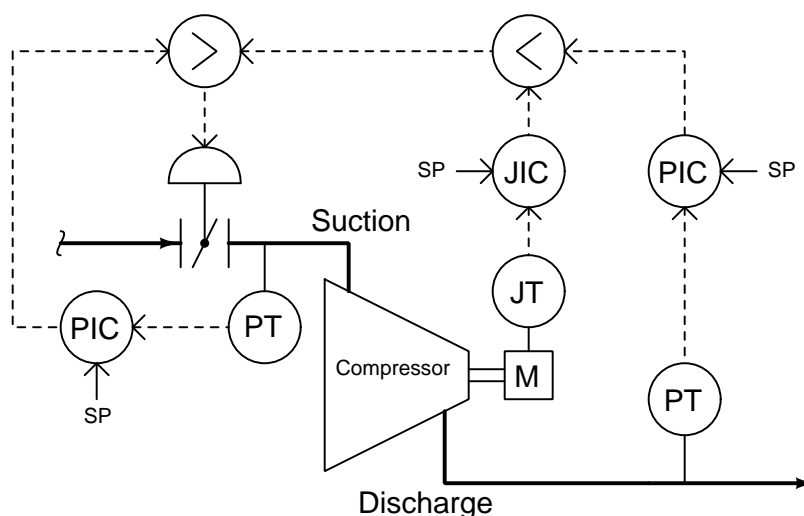 > <
SP JIC PIC SP
Suction
JT
PIC PT
Compressor M
SP PT
Discharge